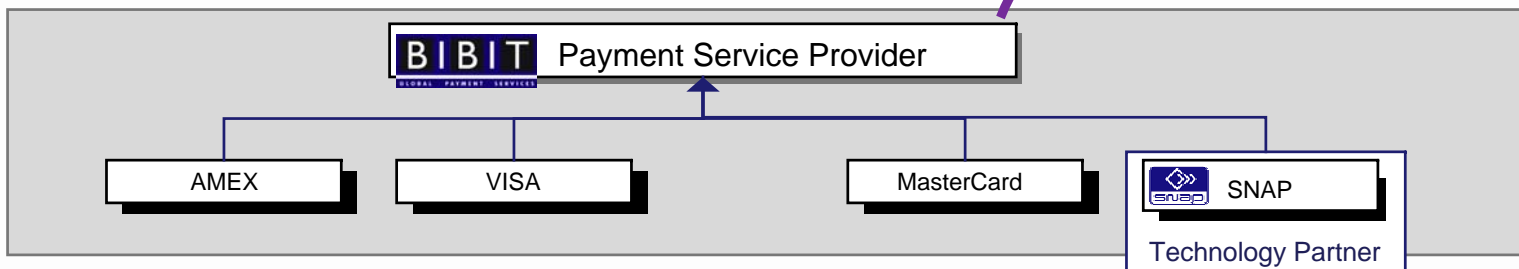 BIBIT Payment Service Provider
GLOBAL PAYMENT SERVICES
AMEX VISA MasterCard SNAP
snap
Technology Partner